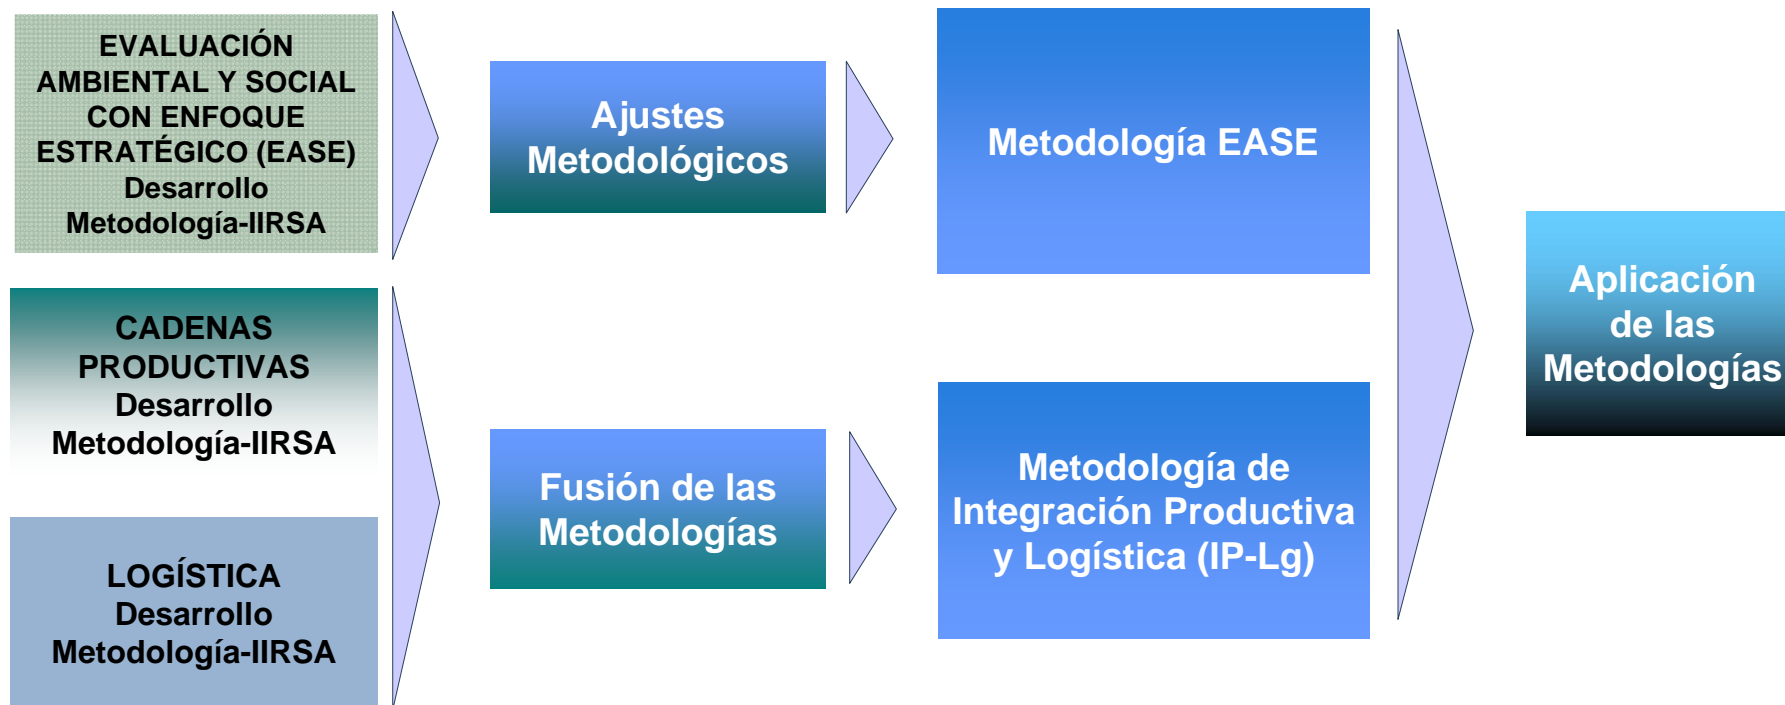 EVALUACIÓN
AMBIENTAL Y SOCIAL
CON ENFOQUE
ESTRATÉGICO (EASE)
Desarrollo
Metodología-IIRSA
Ajustes
Metodológicos
Metodología EASE
CADENAS
PRODUCTIVAS
Desarrollo
Metodología-IIRSA
LOGÍSTICA
Desarrollo
Metodología-IIRSA
Fusión de las
Metodologías
Metodología de
Integración Productiva
y Logística (IP-Lg)
Aplicación
de las
Metodologías